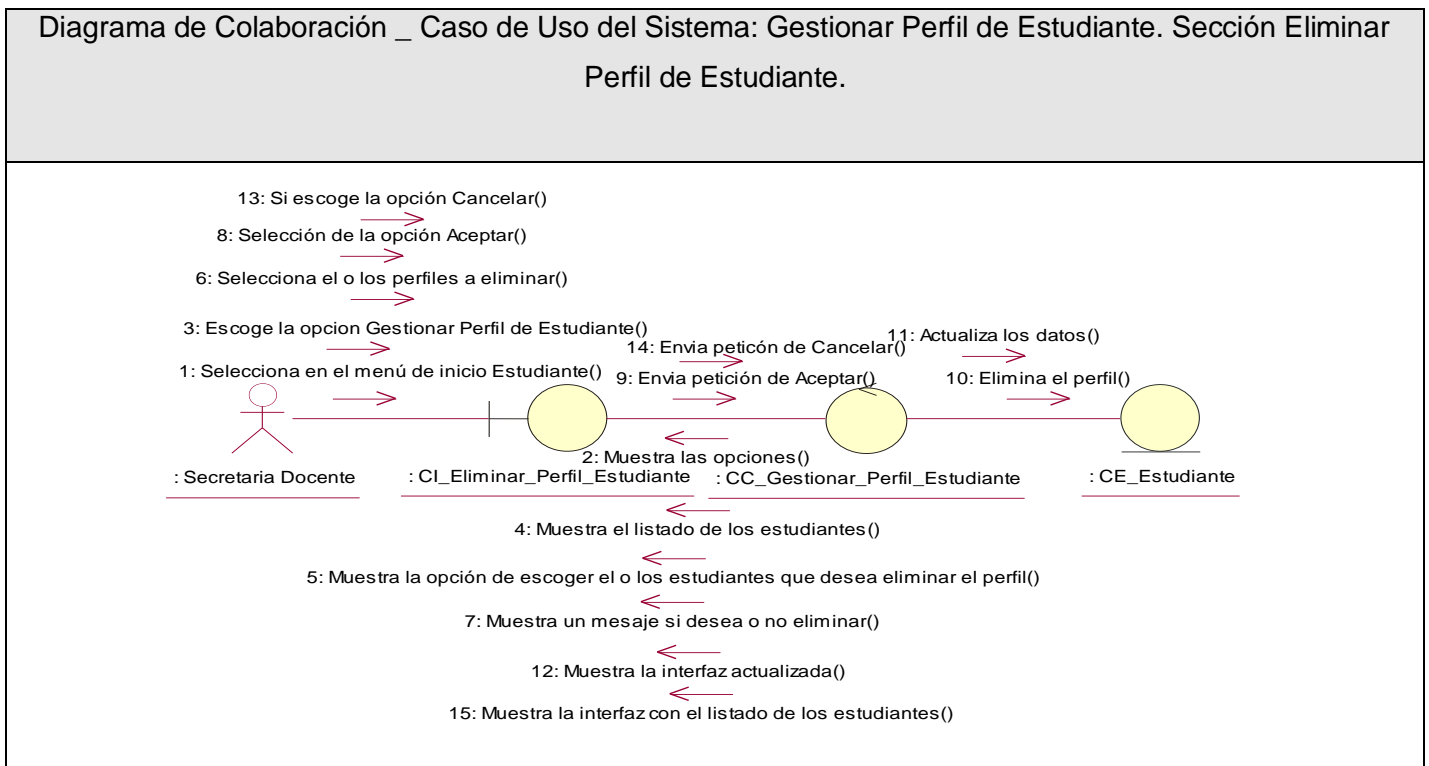 Diagrama de Colaboración _ Caso de Uso del Sistema: Gestionar Perfil de Estudiante. Sección Eliminar
Perfil de Estudiante.
13: Si escoge la opción Cancelar()
8: Selección de la opción Aceptar()
6: Selecciona el o los perfiles a eliminar()
3: Escoge la opcion Gestionar Perfil de Estudiante()
11: Actualiza los datos()
14: Envia peticón de Cancelar()
1: Selecciona en el menú de inicio Estudiante()
9: Envia petición de Aceptar()
10: Elimina el perfil()
2: Muestra las opciones()
: Secretaria Docente
: CI_Eliminar_Perfil_Estudiante
: CC_Gestionar_Perfil_Estudiante
: CE_Estudiante
4: Muestra el listado de los estudiantes()
5: Muestra la opción de escoger el o los estudiantes que desea eliminar el perfil()
7: Muestra un mesaje si desea o no eliminar()
12: Muestra la interfaz actualizada()
15: Muestra la interfaz con el listado de los estudiantes()